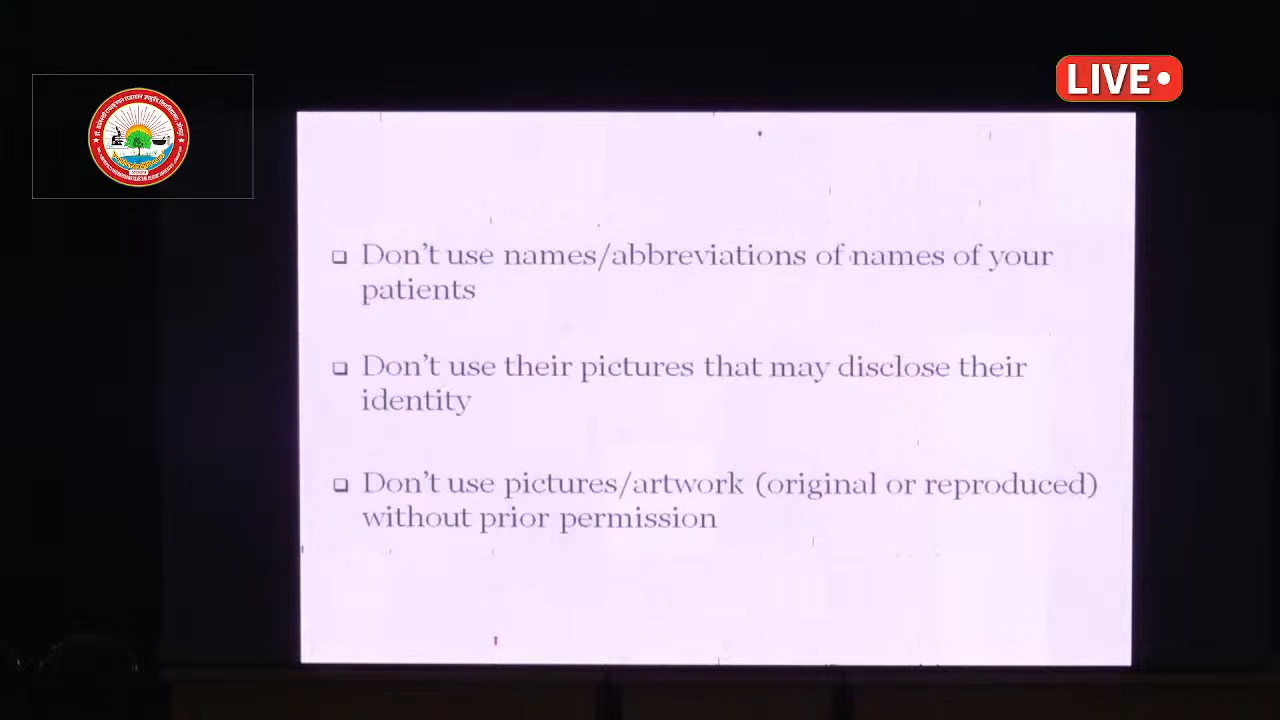 LIVE
Don't use names/abbreviations of names of your
patients
Don't use their pictures that may disclose their
identity
Don't use pictures/artwork (original or reproduced)
without prior permission